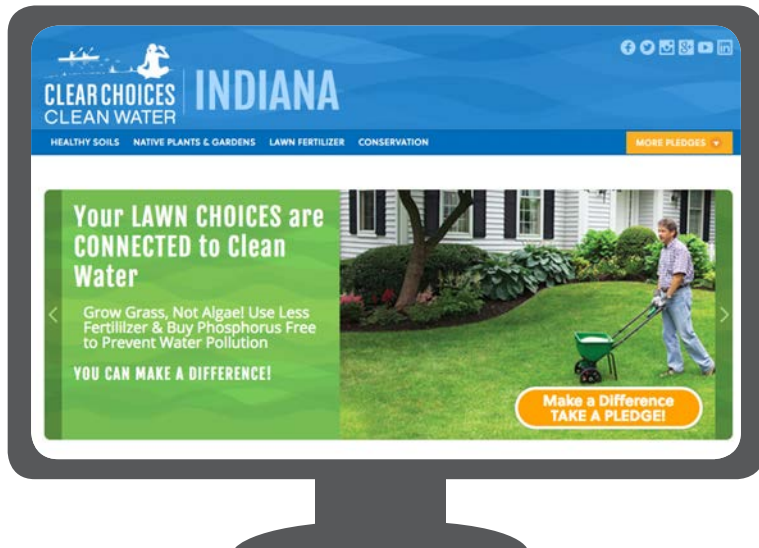 CLEAR CHOICES
CLEAN WATER
INDIANA
HEALTHY SOILS NATIVE PLANTS & GARDENS LAWN FERTILIZER CONSERVATION
MORE PLEDGES
Your LAWN CHOICES are
CONNECTED to Clean
Water
Grow Grass, Not Algae! Use Less
Fertililzer & Buy Phosphorus Free
to Prevent Water Pollution
YOU CAN MAKE A DIFFERENCE!
Make a Difference
TAKE A PLEDGE!